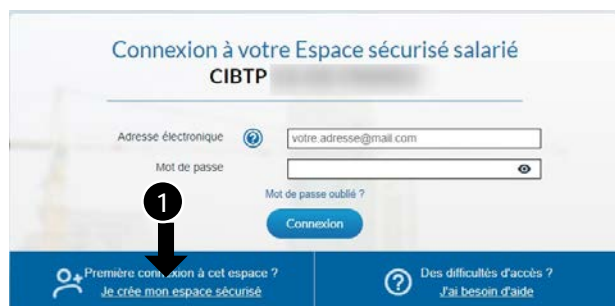 Connexion à votre Espace sécurisé salarié
CIBTP
Adresse électronique
votre.adresse@mail.com
Mot de passe
Mot de passe oublié ?
1
Connexion
Première connexion à cet espace ?
Je crée mon espace sécurisé
Des difficultés d'accès ?
J'ai besoin d'aide